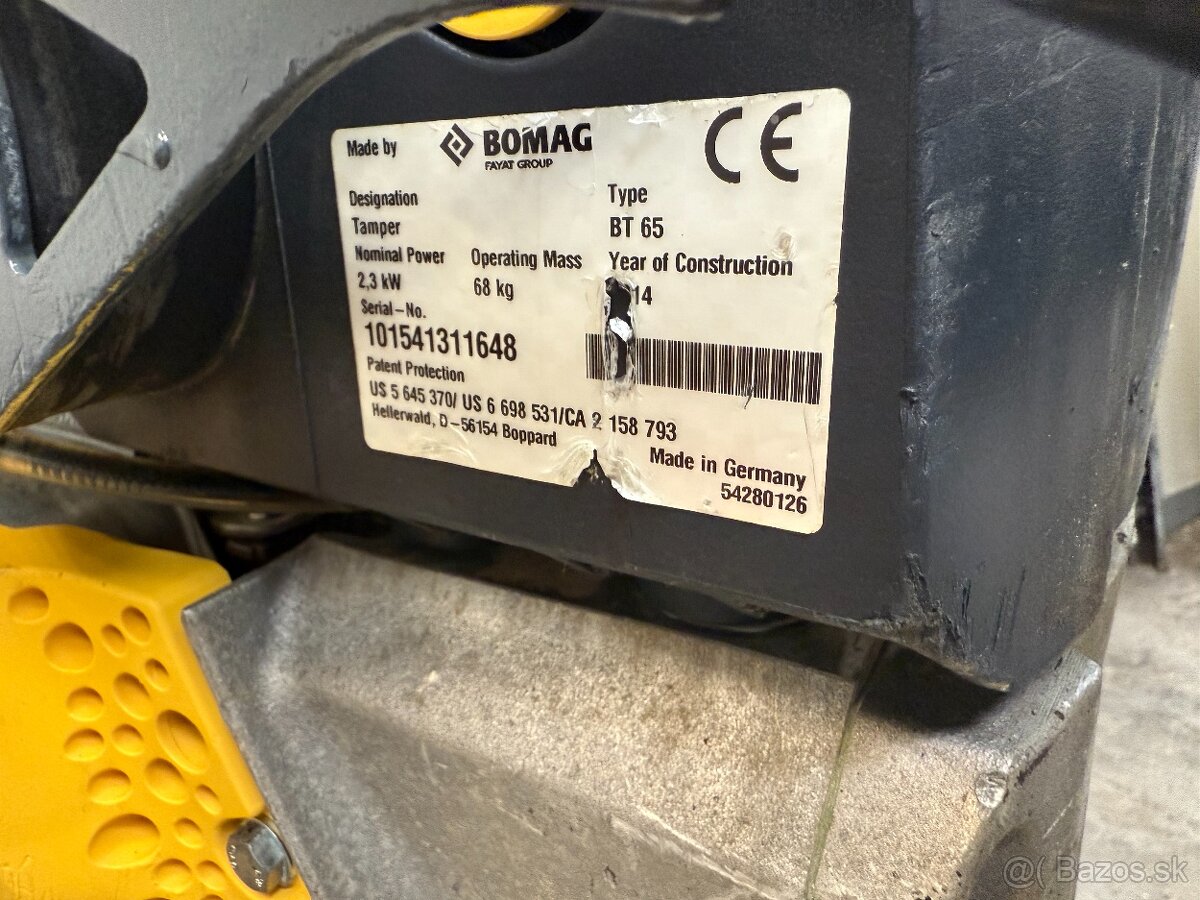 Made by
BOMAG
FAYAT GROUP
CE
Designation
Type
Tamper
BT 65
Nominal Power
Operating Mass
Year of Construction
2,3 kW
68 kg
14
Serial-No.
101541311648
Patent Protection
US 5 645 370/ US 6 698 531/CA 2 158 793
Hellerwald, D-56154 Boppard
Made in Germany
54280126
@( Bazos.sk